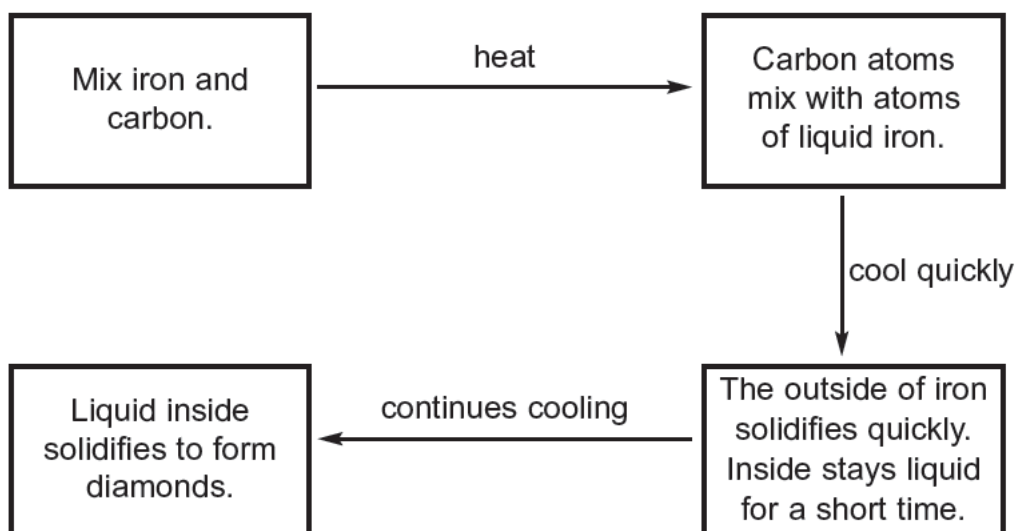 Mix iron and
carbon.
heat
Carbon atoms
mix with atoms
of liquid iron.
cool quickly
The outside of iron
solidifies quickly.
Inside stays liquid
for a short time.
continues cooling
Liquid inside
solidifies to form
diamonds.